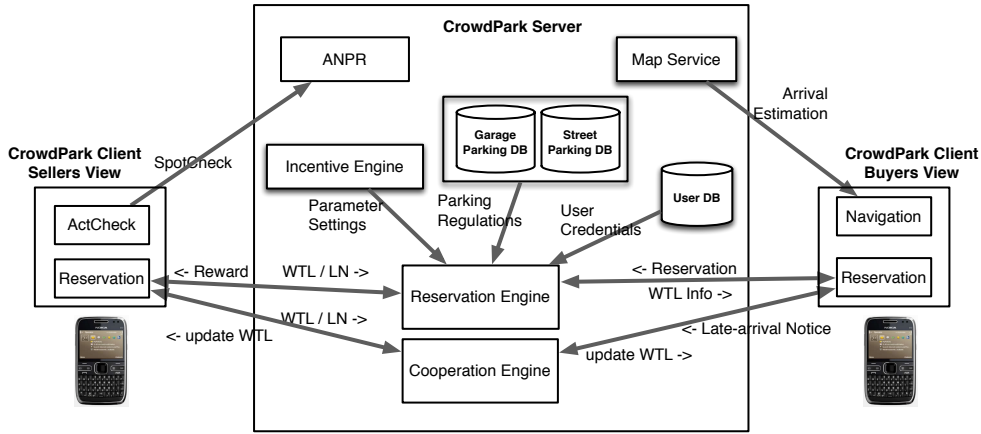 CrowdPark Server
ANPR
Map Service
Arrival
Estimation
Garage
Parking DB
Street
Parking DB
CrowdPark Client
Sellers View
SpotCheck
Incentive Engine
User DB
CrowdPark Client
Buyers View
Parameter
Settings
Parking
Regulations
User
Credentials
ActCheck
Navigation
Reservation
<- Reward
WTL / LN ->
Reservation Engine
<- Reservation
WTL Info ->
Reservation
WTL / LN ->
<- update WTL
<- Late-arrival Notice
update WTL ->
Cooperation Engine